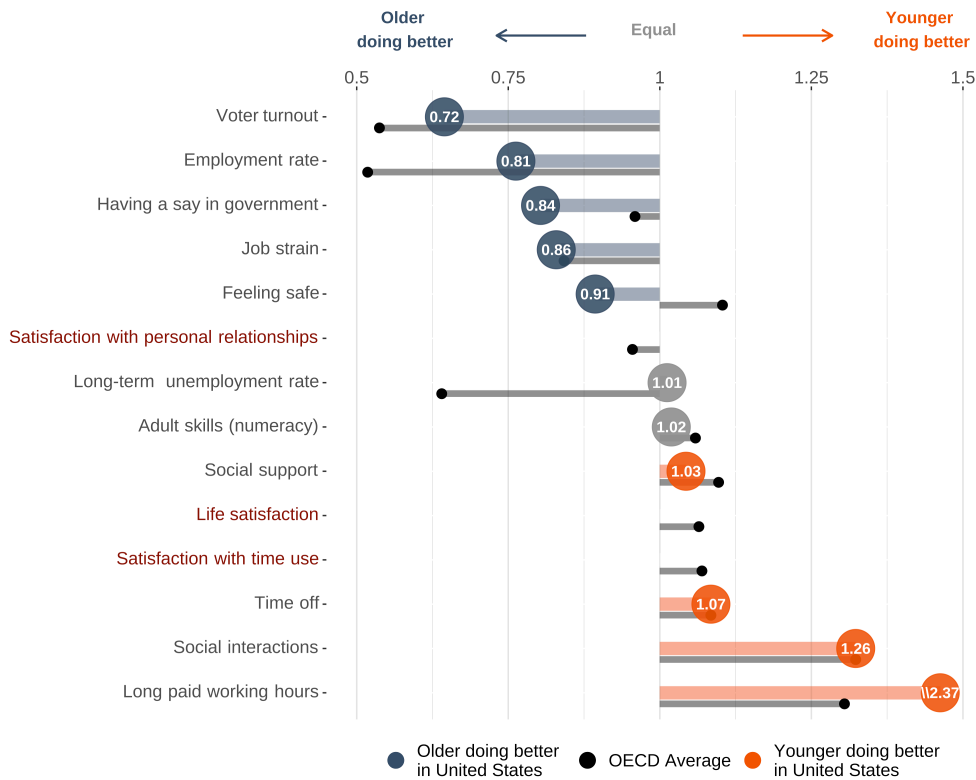 Older
doing better
Equal
Younger
doing better
0.5 0.75 1 1.25 1.5
Voter turnout 0.72
Employment rate 0.81
Having a say in government 0.84
Job strain 0.86
Feeling safe 0.91
Satisfaction with personal relationships
Long-term unemployment rate 1.01
Adult skills (numeracy) 1.02
Social support 1.03
Life satisfaction
Satisfaction with time use
Time off 1.07
Social interactions 1.26
Long paid working hours \\2.37
Older doing better
in United States
OECD Average
Younger doing better
in United States